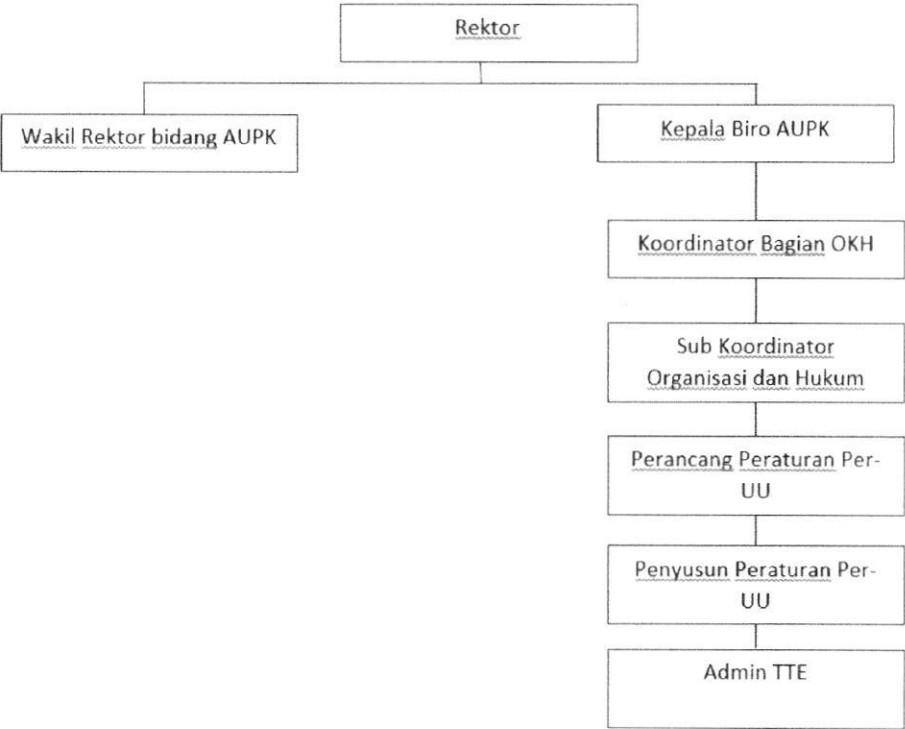 Rektor
Wakil Rektor bidang AUPK
Kepala Biro AUPK
Koordinator Bagian OKH
Sub Koordinator
Organisasi dan Hukum
Perancang Peraturan Per-
UU
Penyusun Peraturan Per-
UU
Admin TTE